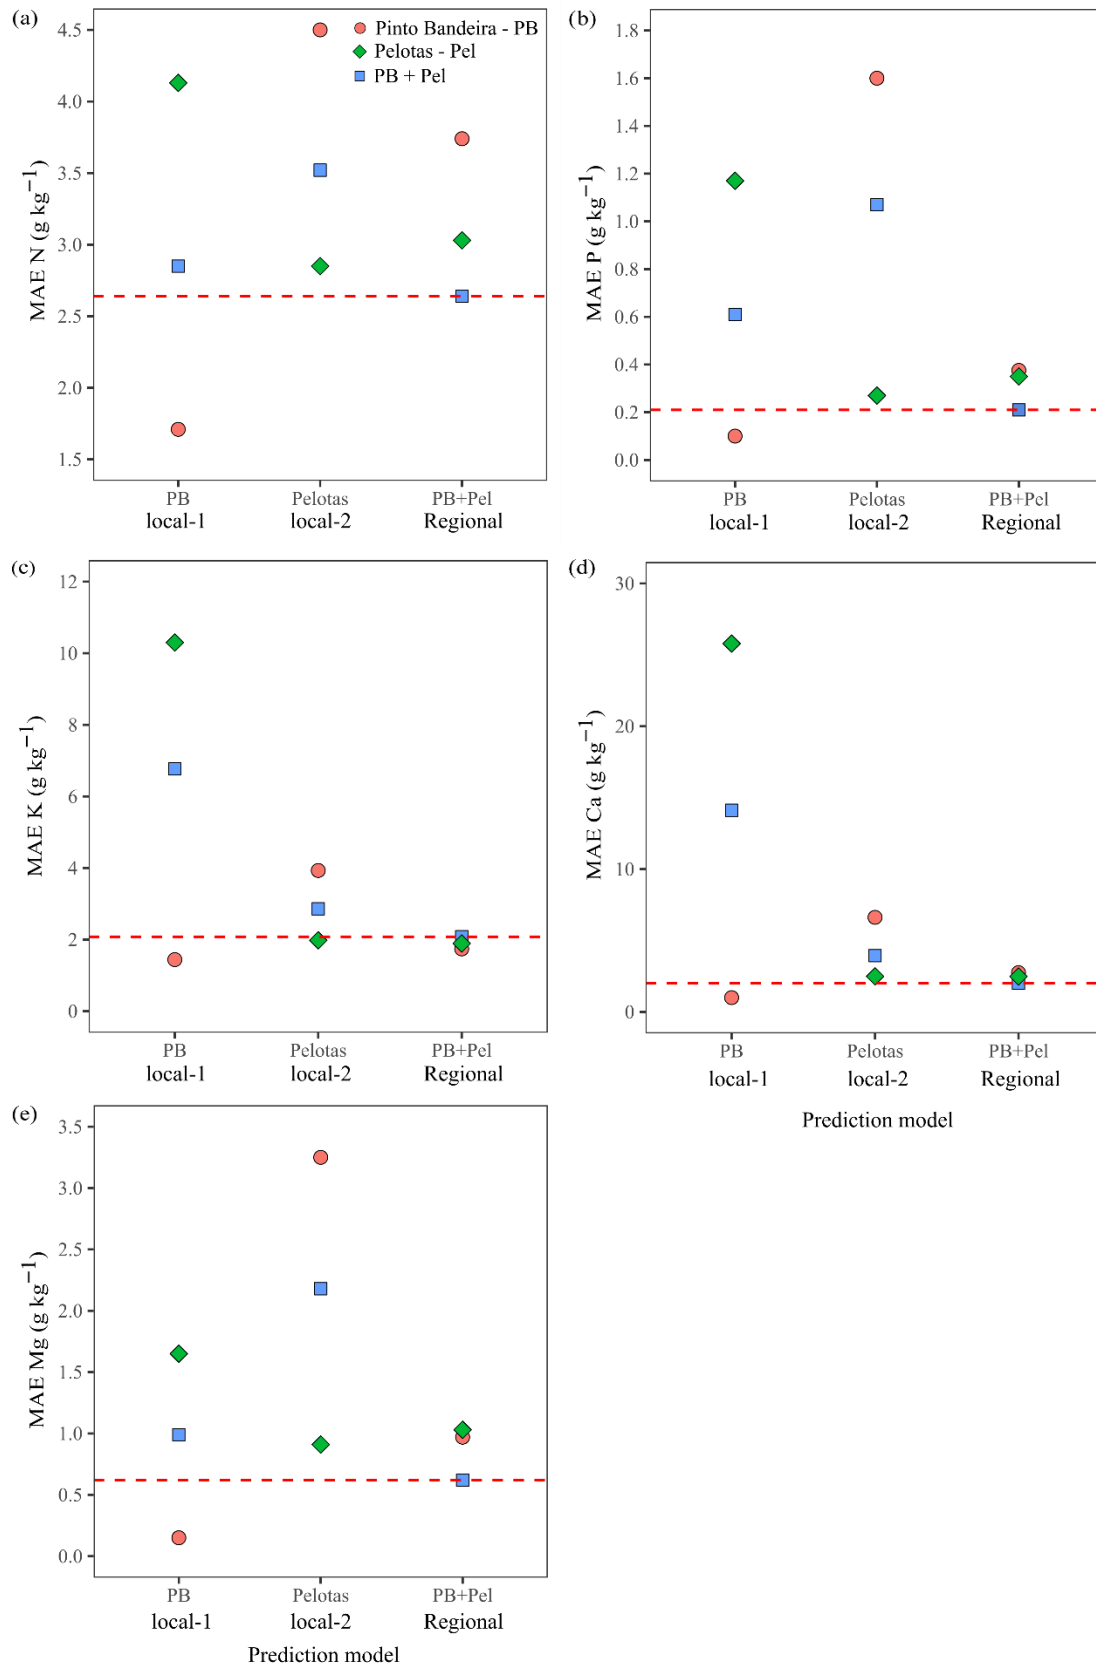 (a)
MAE N (g kg−1)
4.5
4.0
3.5
3.0
2.5
2.0
1.5
Pinto Bandeira - PB
Pelotas - Pel
PB + Pel
PB
Pelotas
PB+Pel
local-1
local-2
Regional
(b)
MAE P (g kg−1)
1.8
1.6
1.4
1.2
1.0
0.8
0.6
0.4
0.2
0.0
PB
Pelotas
PB+Pel
local-1
local-2
Regional
(c)
MAE K (g kg−1)
12
10
8
6
4
2
0
PB
Pelotas
PB+Pel
local-1
local-2
Regional
(d)
MAE Ca (g kg−1)
30
20
10
0
PB
Pelotas
PB+Pel
local-1
local-2
Regional
Prediction model
(e)
MAE Mg (g kg−1)
3.5
3.0
2.5
2.0
1.5
1.0
0.5
0.0
PB
Pelotas
PB+Pel
local-1
local-2
Regional
Prediction model